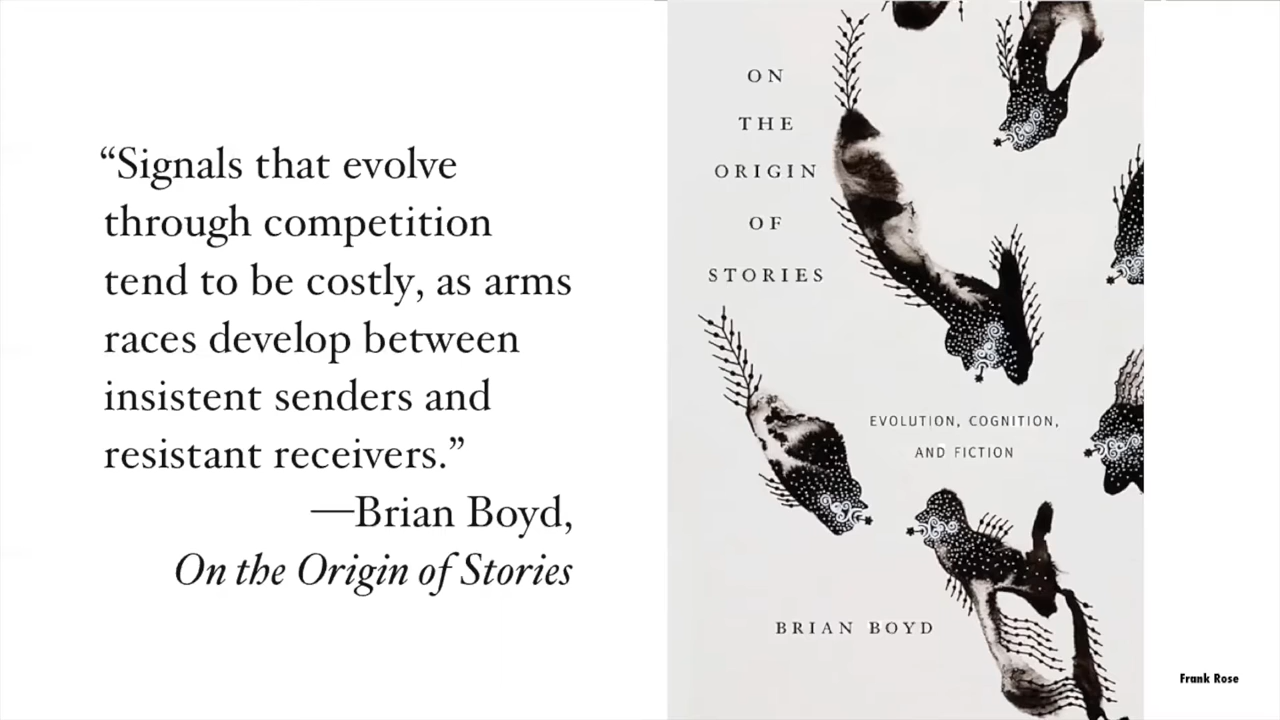 “Signals that evolve
through competition
tend to be costly, as arms
races develop between
insistent senders and
resistant receivers.”
—Brian Boyd,
On the Origin of Stories
ON
THE
ORIGIN
OF
STORIES
EVOLUTION, COGNITION,
AND FICTION
BRIAN BOYD
Frank Rose